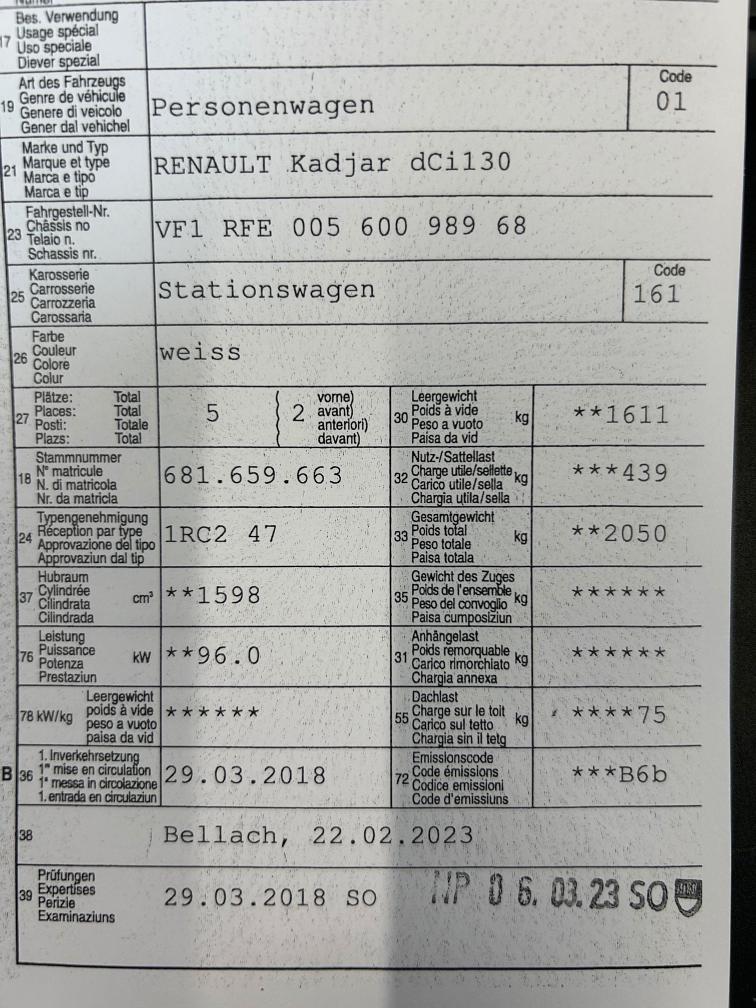 Bes. Verwendung
17 Usage spécial
Uso speciale
Diever spezial
Art des Fahrzeugs
19 Genre de véhicule
Genere di veicolo
Gener dal vehichel
Personenwagen
Code
01
Marke und Typ
21 Marque et type
Marca e tipo
Marca e tip
RENAULT Kadjar dCi130
Fahrgestell-Nr.
23 Châssis no
Telaio n.
Schassis nr.
VF1 RFE 005 600 989 68
Karosserie
25 Carrosserie
Carrozzeria
Carossaria
Stationswagen
Code
161
Farbe
26 Couleur
Colore
Colur
weiss
Plätze: Total
27 Places: Total
Posti: Totale
Plazs: Total
5
2
vorne)
avant)
anteriori)
davant)
Leergewicht
30 Poids à vide kg
Peso a vuoto
Paisa da vid
**1611
Stammnummer
18 N° matricule
N. di matricola
Nr. da matricla
681.659.663
Nutz-/Sattellast
32 Charge utile/sellette kg
Carico utile/sella
Chargia utila/sella
***439
Typengenehmigung
24 Réception par type
Approvazione del tipo
Approvaziun dal tip
1RC2 47
Gesamtgewicht
33 Poids total kg
Peso totale
Paisa totala
**2050
Hubraum
37 Cylindrée cm³
Cilindrata
Cilindrada
**1598
Gewicht des Zuges
35 Poids de l'ensemble kg
Peso del convoglio
Paisa cumposiziun
******
Leistung
76 Puissance kW
Potenza
Prestaziun
**96.0
Anhängelast
31 Poids remorquable kg
Carico rimorchiato
Chargia annexa
******
Leergewicht
78 kW/kg poids à vide
peso a vuoto
paisa da vid
******
Dachlast
55 Charge sur le toit kg
Carico sul tetto
Chargia sin il tetg
****75
1. Inverkehrsetzung
B 36 1re mise en circulation
1a messa in circolazione
1. entrada en circulaziun
29.03.2018
Emissionscode
72 Code émissions
Codice emissioni
Code d'emissiuns
***B6b
38
Bellach, 22.02.2023
Prüfungen
39 Expertises
Perizie
Examinaziuns
29.03.2018 SO
NP 06. 03. 23 SO